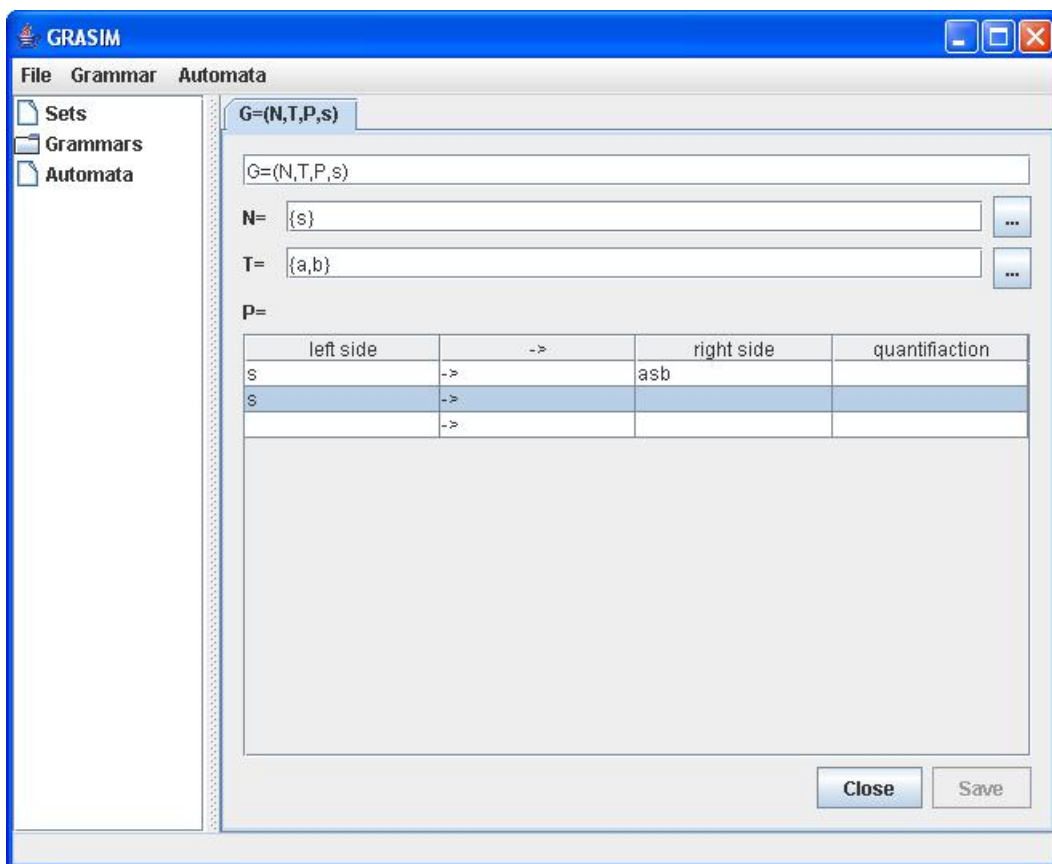 GRASIM
File Grammar Automata
Sets
Grammars
Automata
G=(N,T,P,s)
G=(N,T,P,s)
N= {s} ...
T= {a,b} ...
P=
left side -> right side quantifiaction
s -> asb
s ->
->
Close Save